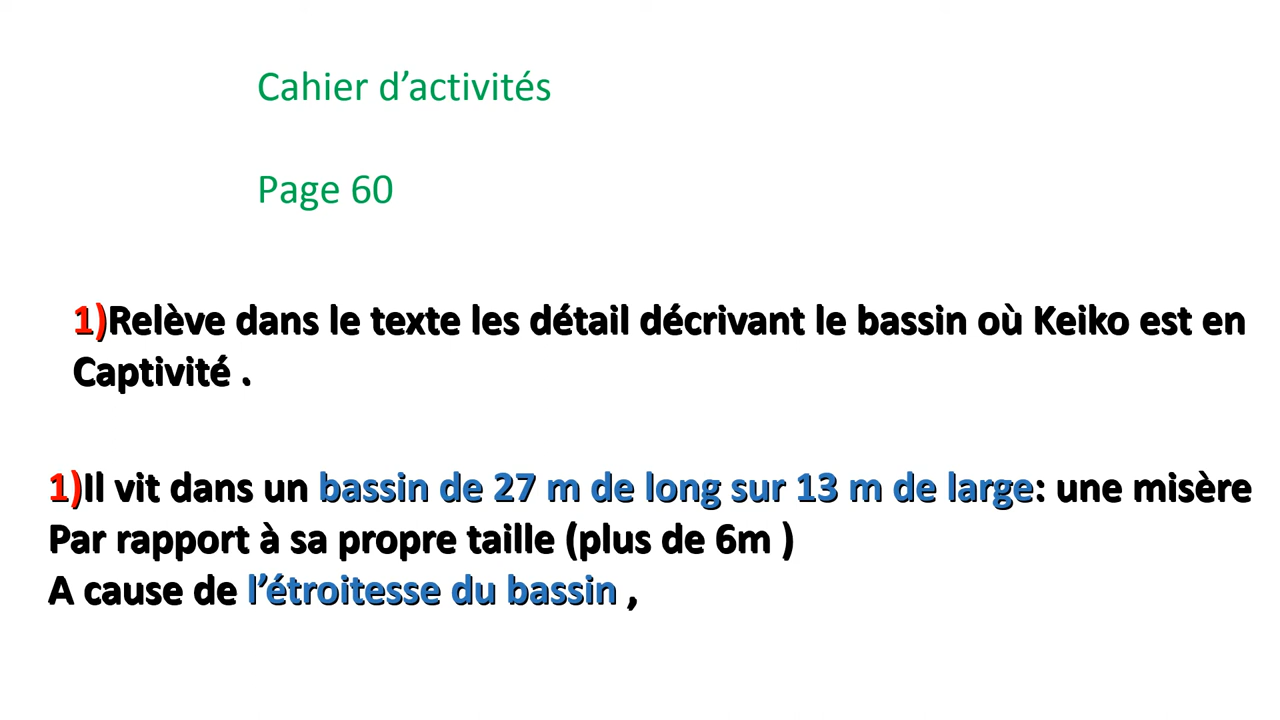 Cahier d’activités
Page 60
1)Relève dans le texte les détail décrivant le bassin où Keiko est en
Captivité .
1)Il vit dans un bassin de 27 m de long sur 13 m de large: une misère
Par rapport à sa propre taille (plus de 6m )
A cause de l’étroitesse du bassin ,